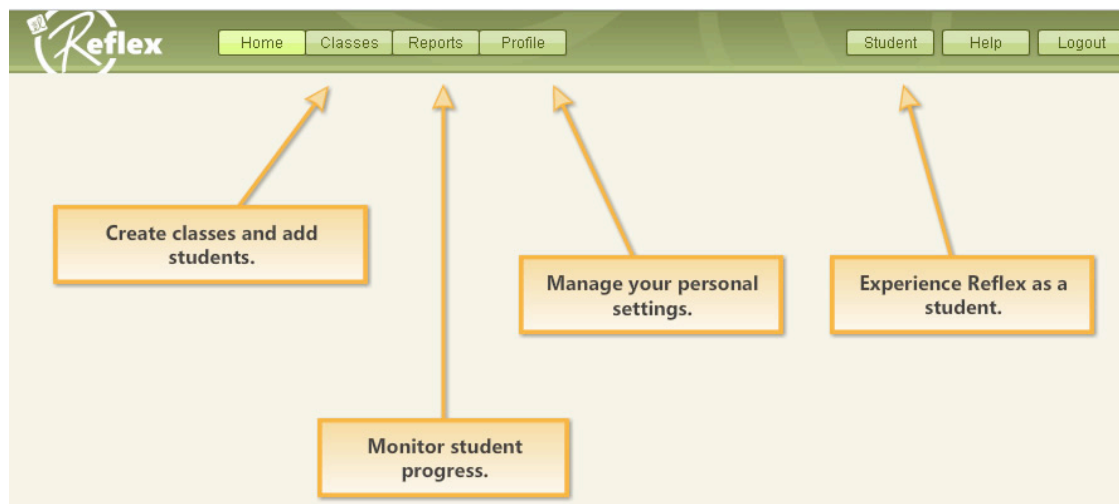 Reflex
Home Classes Reports Profile Student Help Logout
Create classes and add
students.
Manage your personal
settings.
Experience Reflex as a
student.
Monitor student
progress.